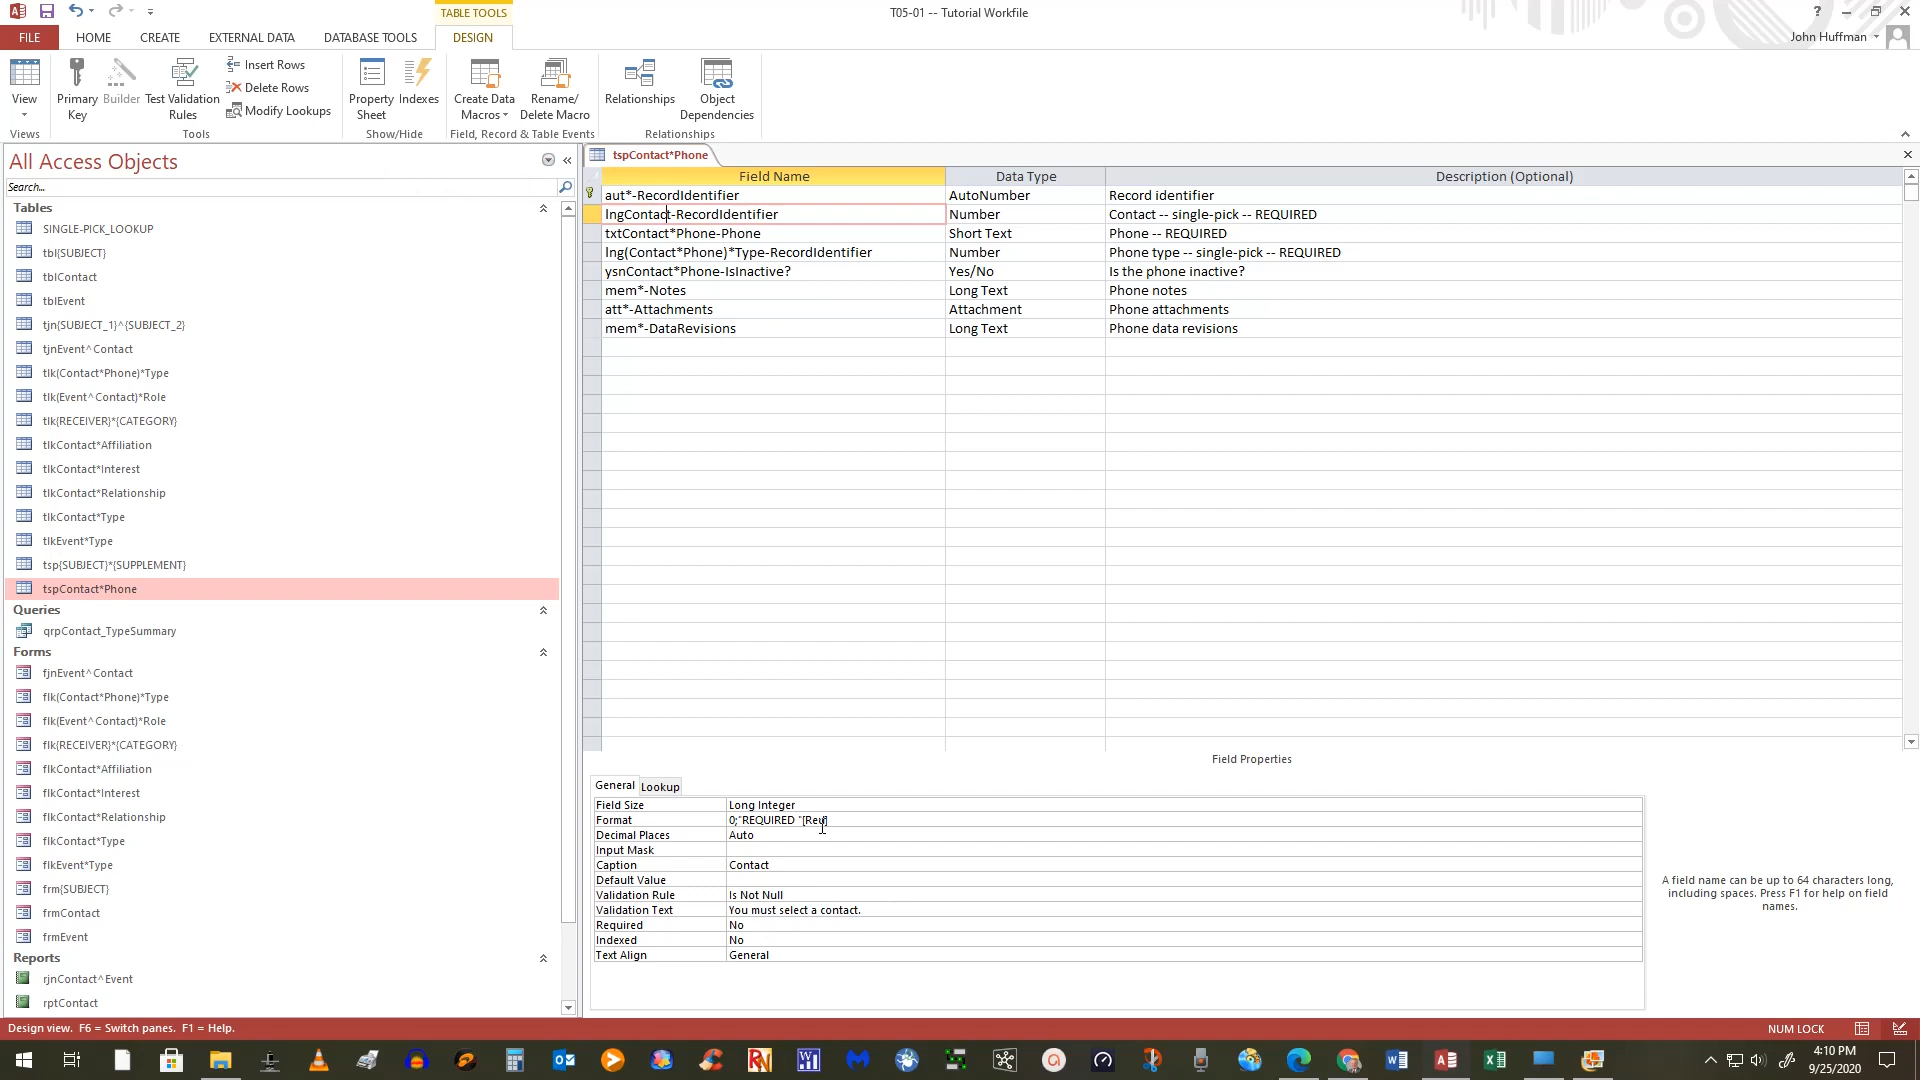 TABLE TOOLS
T05-01 -- Tutorial Workfile
?
FILE
HOME
CREATE
EXTERNAL DATA
DATABASE TOOLS
DESIGN
John Huffman
View
Primary Key
Builder
Test Validation Rules
Insert Rows
Delete Rows
Modify Lookups
Property Sheet
Indexes
Create Data Macros
Rename/ Delete Macro
Relationships
Object Dependencies
Views
Tools
Show/Hide
Field, Record & Table Events
Relationships
All Access Objects
Search...
Tables
SINGLE-PICK_LOOKUP
tbl{SUBJECT}
tblContact
tblEvent
tjn{SUBJECT_1}^{SUBJECT_2}
tjnEvent^Contact
tlk(Contact*Phone)*Type
tlk(Event^Contact)*Role
tlk{RECEIVER}*{CATEGORY}
tlkContact*Affiliation
tlkContact*Interest
tlkContact*Relationship
tlkContact*Type
tlkEvent*Type
tsp{SUBJECT}*{SUPPLEMENT}
tspContact*Phone
Queries
qrpContact_TypeSummary
Forms
fjnEvent^Contact
flk(Contact*Phone)*Type
flk(Event^Contact)*Role
flk{RECEIVER}*{CATEGORY}
flkContact*Affiliation
flkContact*Interest
flkContact*Relationship
flkContact*Type
flkEvent*Type
frm{SUBJECT}
frmContact
frmEvent
Reports
rjnContact^Event
rptContact
tspContact*Phone
Field Name Data Type Description (Optional)
aut*-RecordIdentifier AutoNumber Record identifier
lngContact-RecordIdentifier Number Contact -- single-pick -- REQUIRED
txtContact*Phone-Phone Short Text Phone -- REQUIRED
lng(Contact*Phone)*Type-RecordIdentifier Number Phone type -- single-pick -- REQUIRED
ysnContact*Phone-IsInactive? Yes/No Is the phone inactive?
mem*-Notes Long Text Phone notes
att*-Attachments Attachment Phone attachments
mem*-DataRevisions Long Text Phone data revisions
Field Properties
General Lookup
Field Size Long Integer
Format 0;"REQUIRED "[Red]
Decimal Places Auto
Input Mask
Caption Contact
Default Value
Validation Rule Is Not Null
Validation Text You must select a contact.
Required No
Indexed No
Text Align General
A field name can be up to 64 characters long,
including spaces. Press F1 for help on field
names.
Design view. F6 = Switch panes. F1 = Help.
NUM LOCK
4:10 PM
9/25/2020